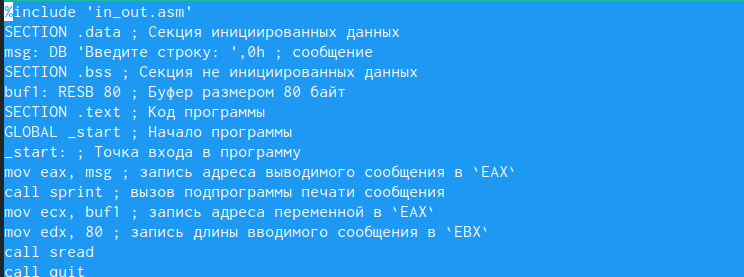 %include 'in_out.asm'
SECTION .data ; Секция инициированных данных
msg: DB 'Введите строку: ',0h ; сообщение
SECTION .bss ; Секция не инициированных данных
buf1: RESB 80 ; Буфер размером 80 байт
SECTION .text ; Код программы
GLOBAL _start ; Начало программы
_start: ; Точка входа в программу
mov eax, msg ; запись адреса выводимого сообщения в `EAX`
call sprint ; вызов подпрограммы печати сообщения
mov ecx, buf1 ; запись адреса переменной в `EAX`
mov edx, 80 ; запись длины вводимого сообщения в `EBX`
call sread
call quit